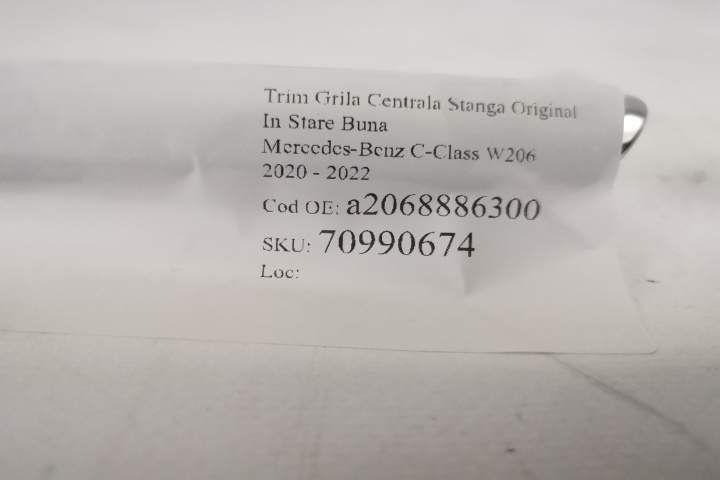 Trim Grila Centrala Stanga Original
In Stare Buna
Mercedes-Benz C-Class W206
2020 - 2022
Cod OE: a2068886300
SKU: 70990674
Loc: